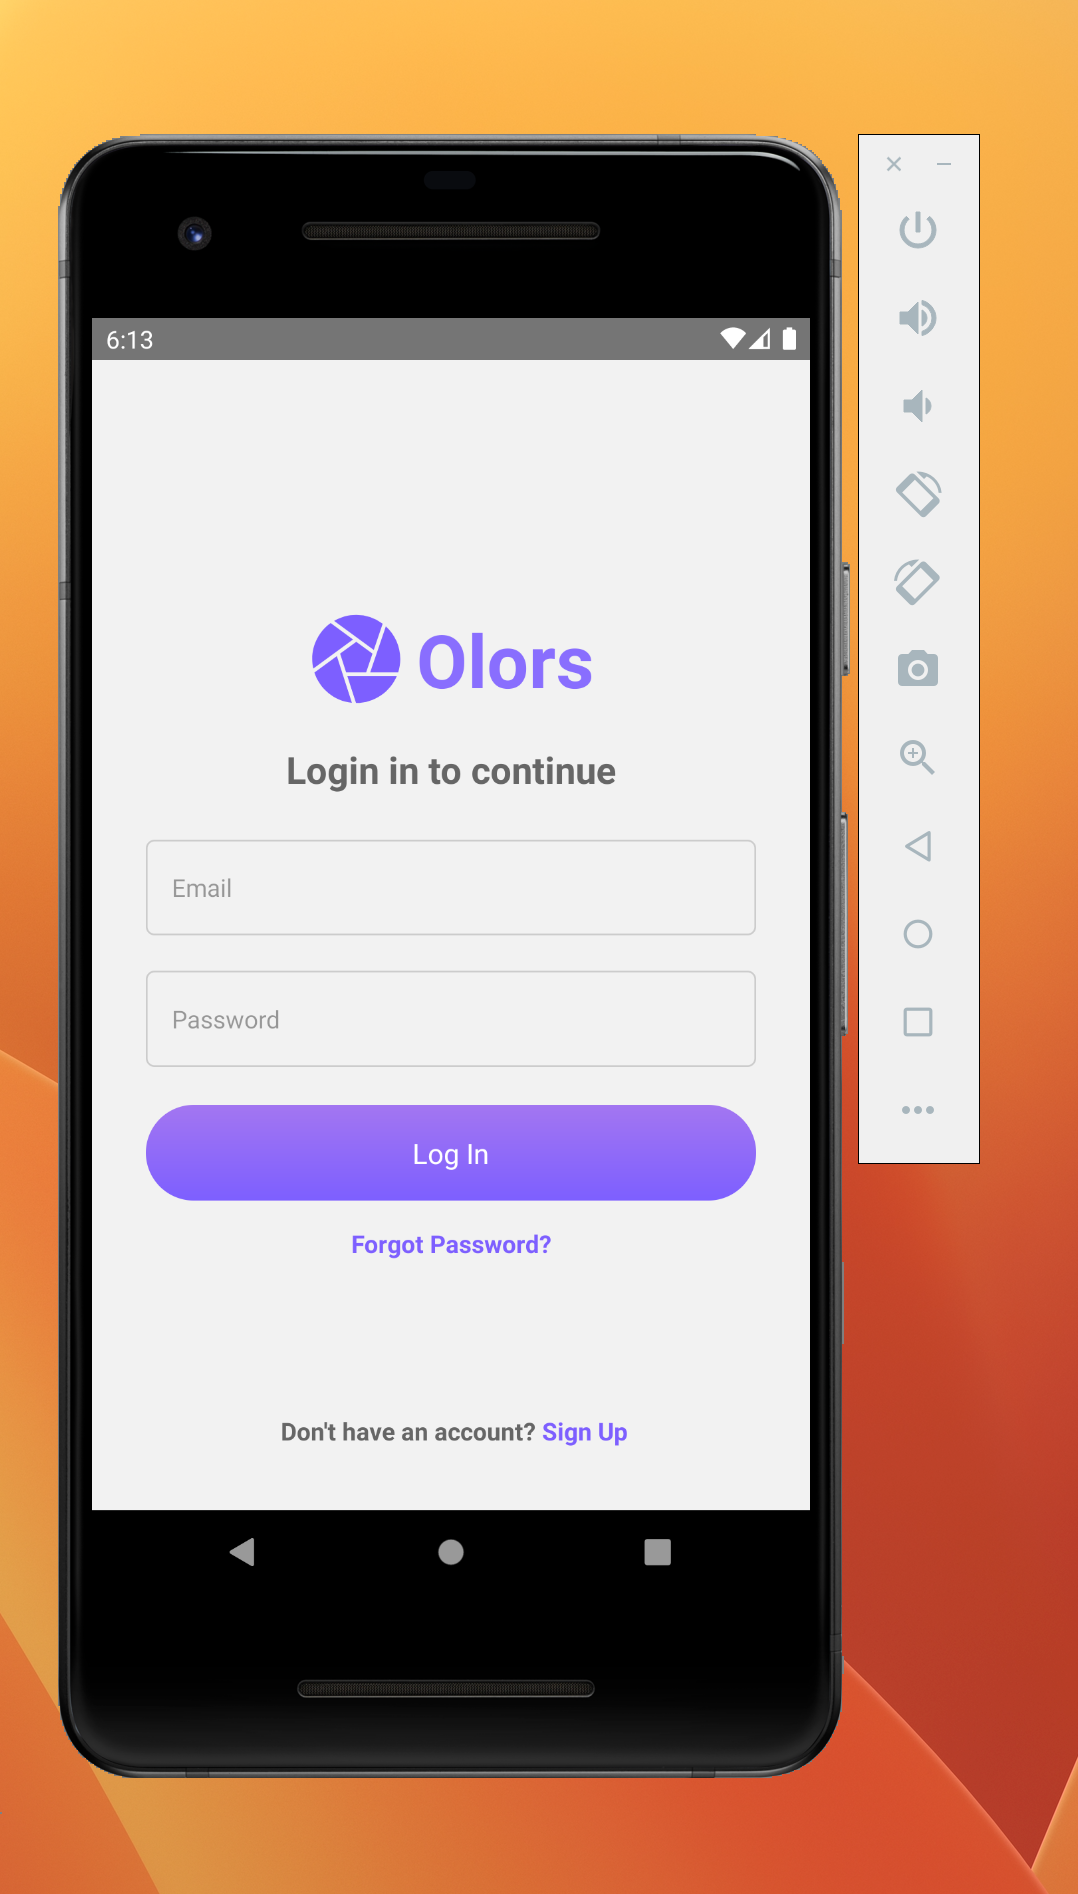 6:13
Olors
Login in to continue
Email
Password
Log In
Forgot Password?
Don't have an account? Sign Up